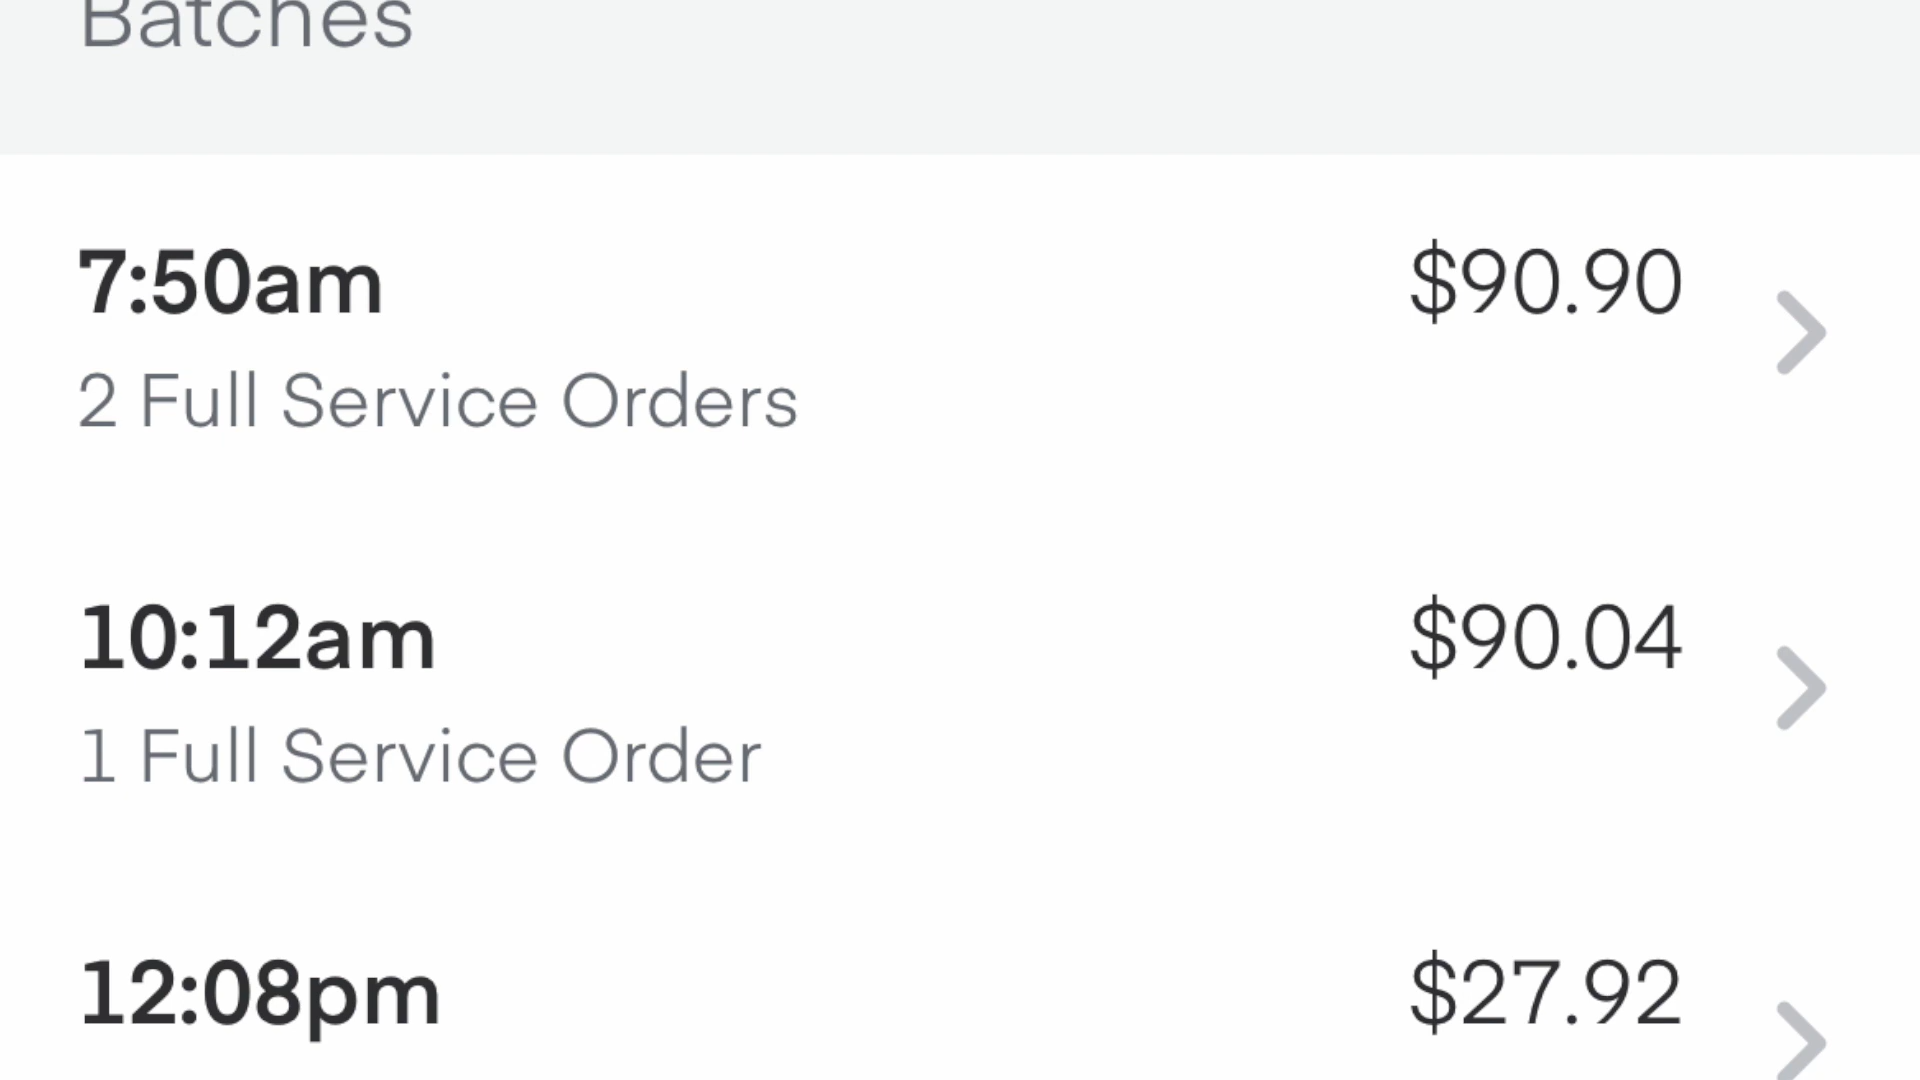 Batches
7:50am $90.90
2 Full Service Orders
10:12am $90.04
1 Full Service Order
12:08pm $27.92